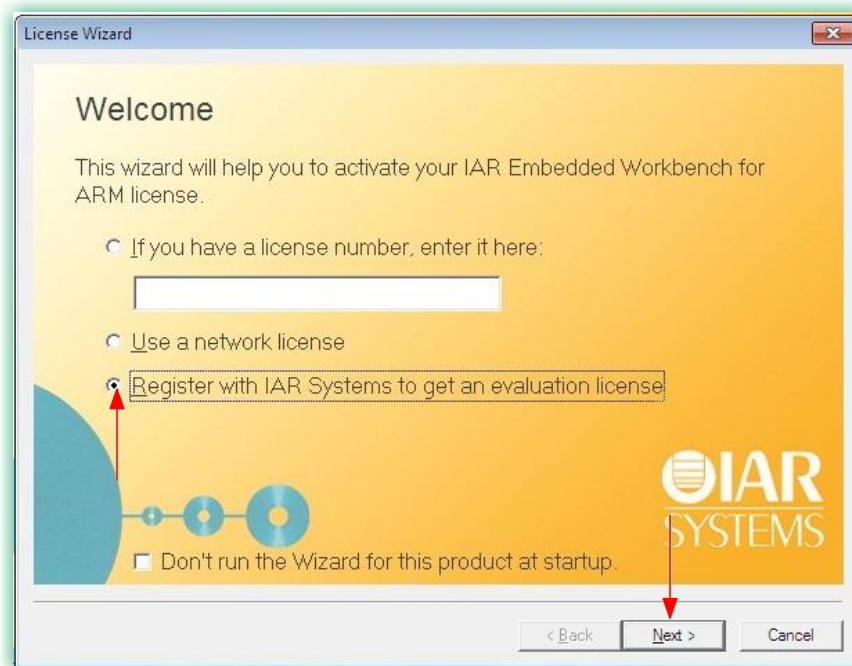 License Wizard
Welcome
This wizard will help you to activate your IAR Embedded Workbench for
ARM license.
If you have a license number, enter it here:
Use a network license
Register with IAR Systems to get an evaluation license
IAR
SYSTEMS
Don't run the Wizard for this product at startup.
< Back
Next >
Cancel